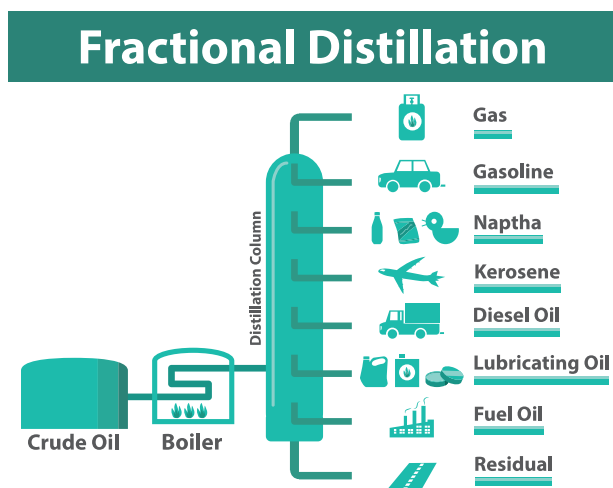 Fractional Distillation
Gas
Gasoline
Naptha
Kerosene
Diesel Oil
Lubricating Oil
Fuel Oil
Residual
Distillation Column
Crude Oil
Boiler